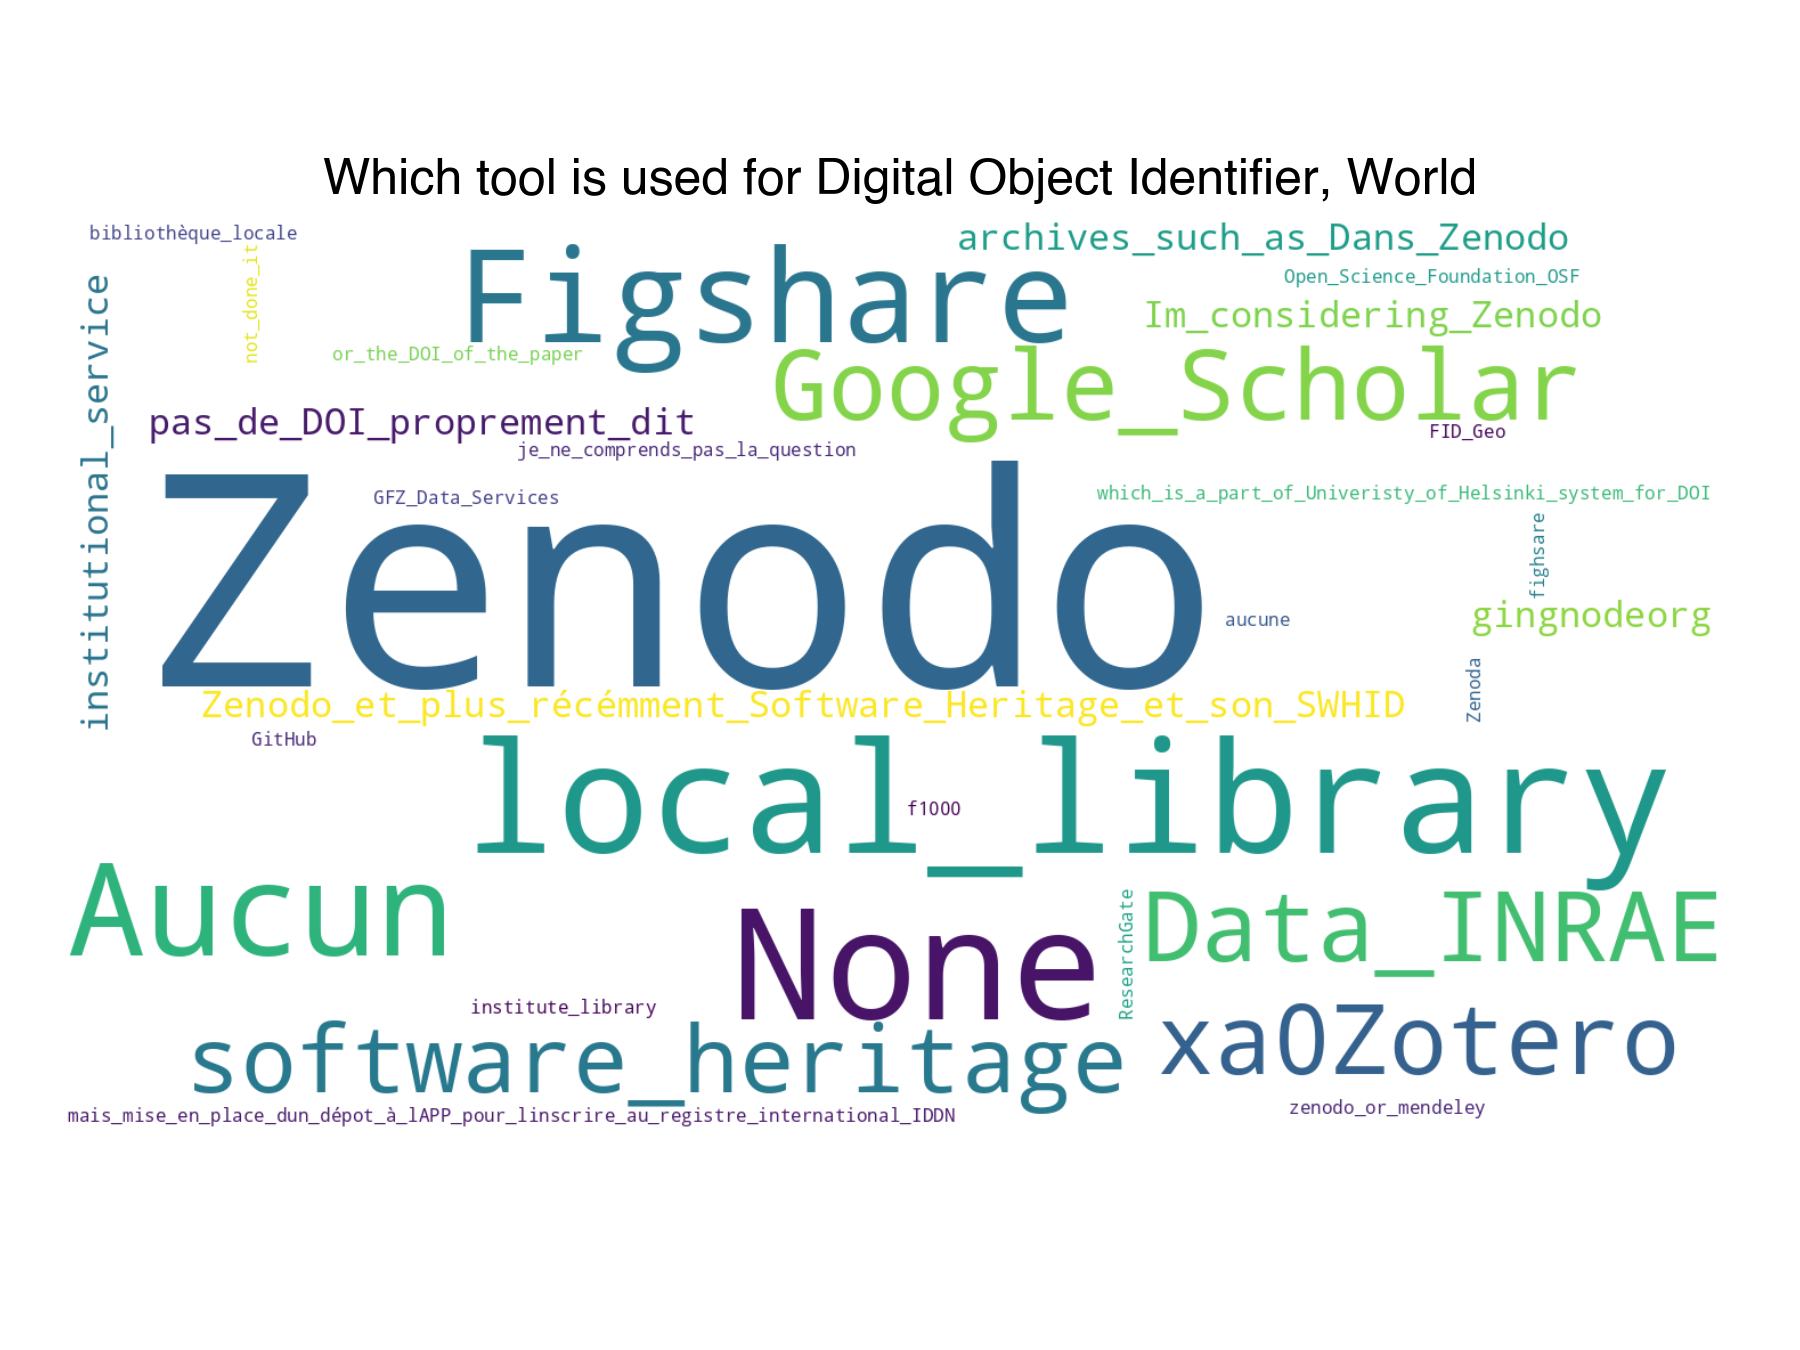 Which tool is used for Digital Object Identifier, World
bibliothèque_locale
archives_such_as_Dans_Zenodo
not_done_it
Figshare
Open_Science_Foundation_OSF
institutional_service
Im_considering_Zenodo
or_the_DOI_of_the_paper
Google_Scholar
pas_de_DOI_proprement_dit
FID_Geo
je_ne_comprends_pas_la_question
GFZ_Data_Services
which_is_a_part_of_Univeristy_of_Helsinki_system_for_DOI
Zenodo
fighsare
aucune
gingnodeorg
Zenoda
Zenodo_et_plus_récémment_Software_Heritage_et_son_SWHID
GitHub
local_library
f1000
Aucun
None
ResearchGate
Data_INRAE
institute_library
software_heritage
xa0Zotero
mais_mise_en_place_dun_dépot_à_lAPP_pour_linscrire_au_registre_international_IDDN
zenodo_or_mendeley